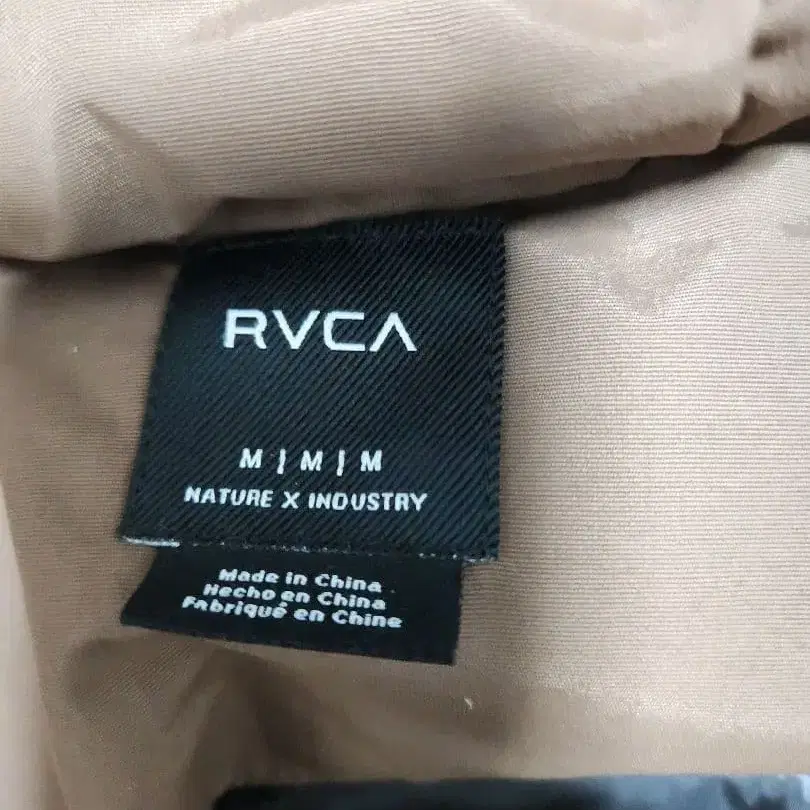 RVCA
M | M | M
NATURE X INDUSTRY
Made in China
Hecho en China
Fabriqué en Chine